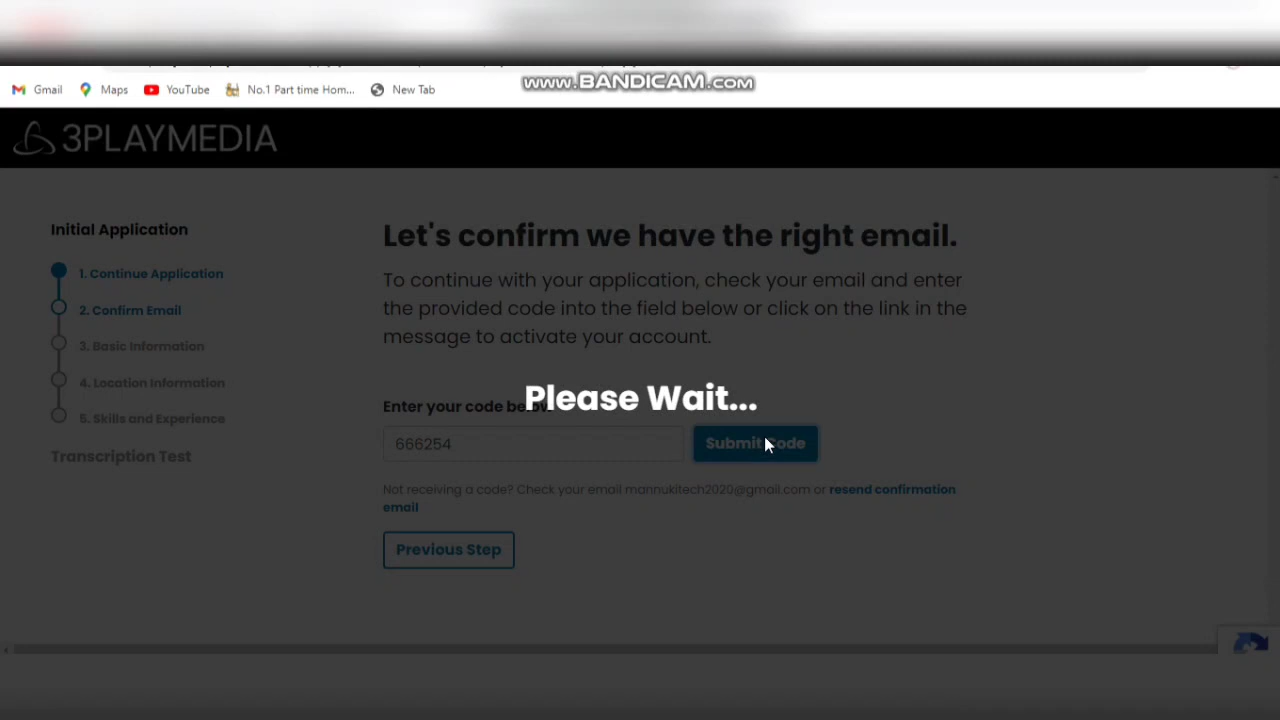 www.BANDICAM.com
Gmail
Maps
YouTube
No.1 Part time Hom...
New Tab
3PLAYMEDIA
Initial Application
1. Continue Application
2. Confirm Email
3. Basic Information
4. Location Information
5. Skills and Experience
Transcription Test
Let's confirm we have the right email.
To continue with your application, check your email and enter
the provided code into the field below or click on the link in the
message to activate your account.
Please Wait...
Enter your code below
666254
Submit Code
Not receiving a code? Check your email mannukitech2020@gmail.com or resend confirmation
email
Previous Step